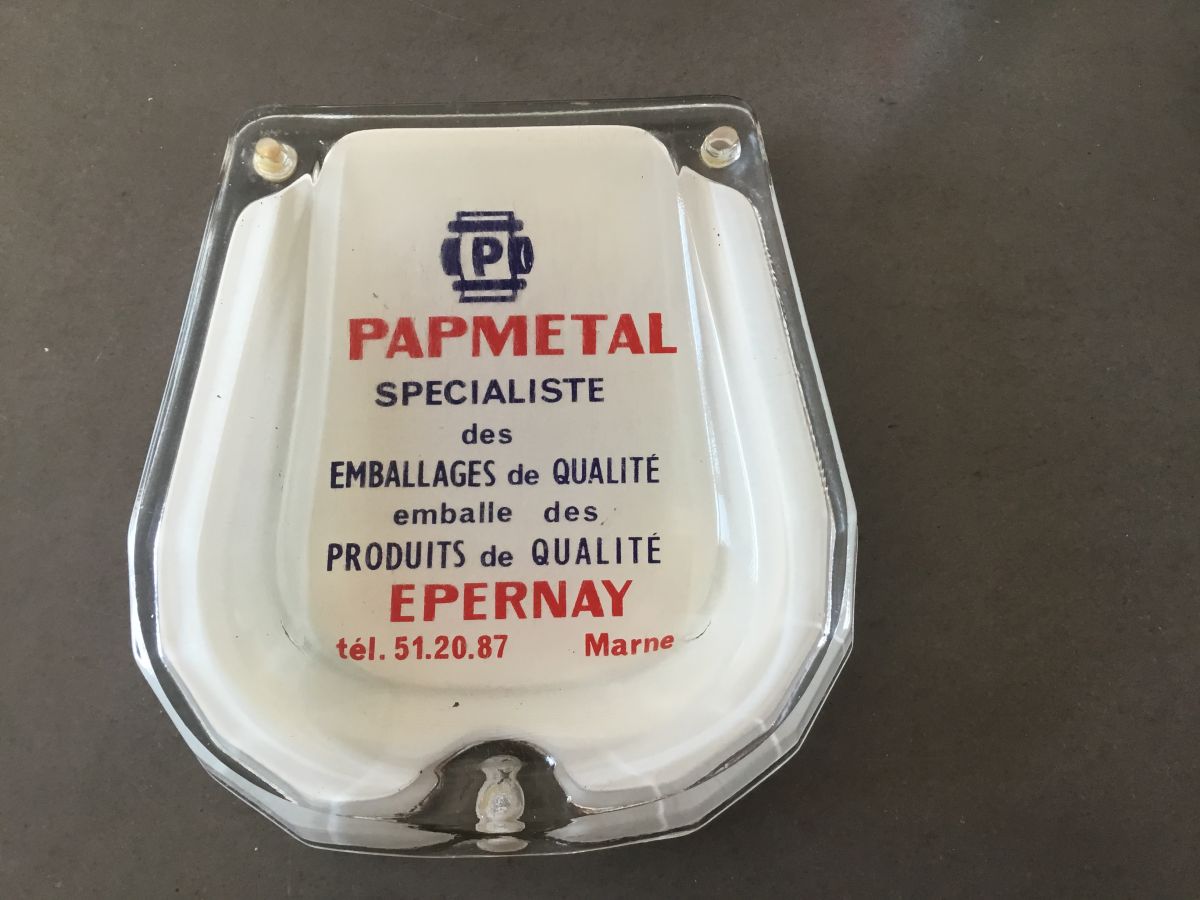 P
PAPMETAL
SPECIALISTE
des
EMBALLAGES de QUALITÉ
emballe des
PRODUITS de QUALITÉ
EPERNAY
tél. 51.20.87 Marne